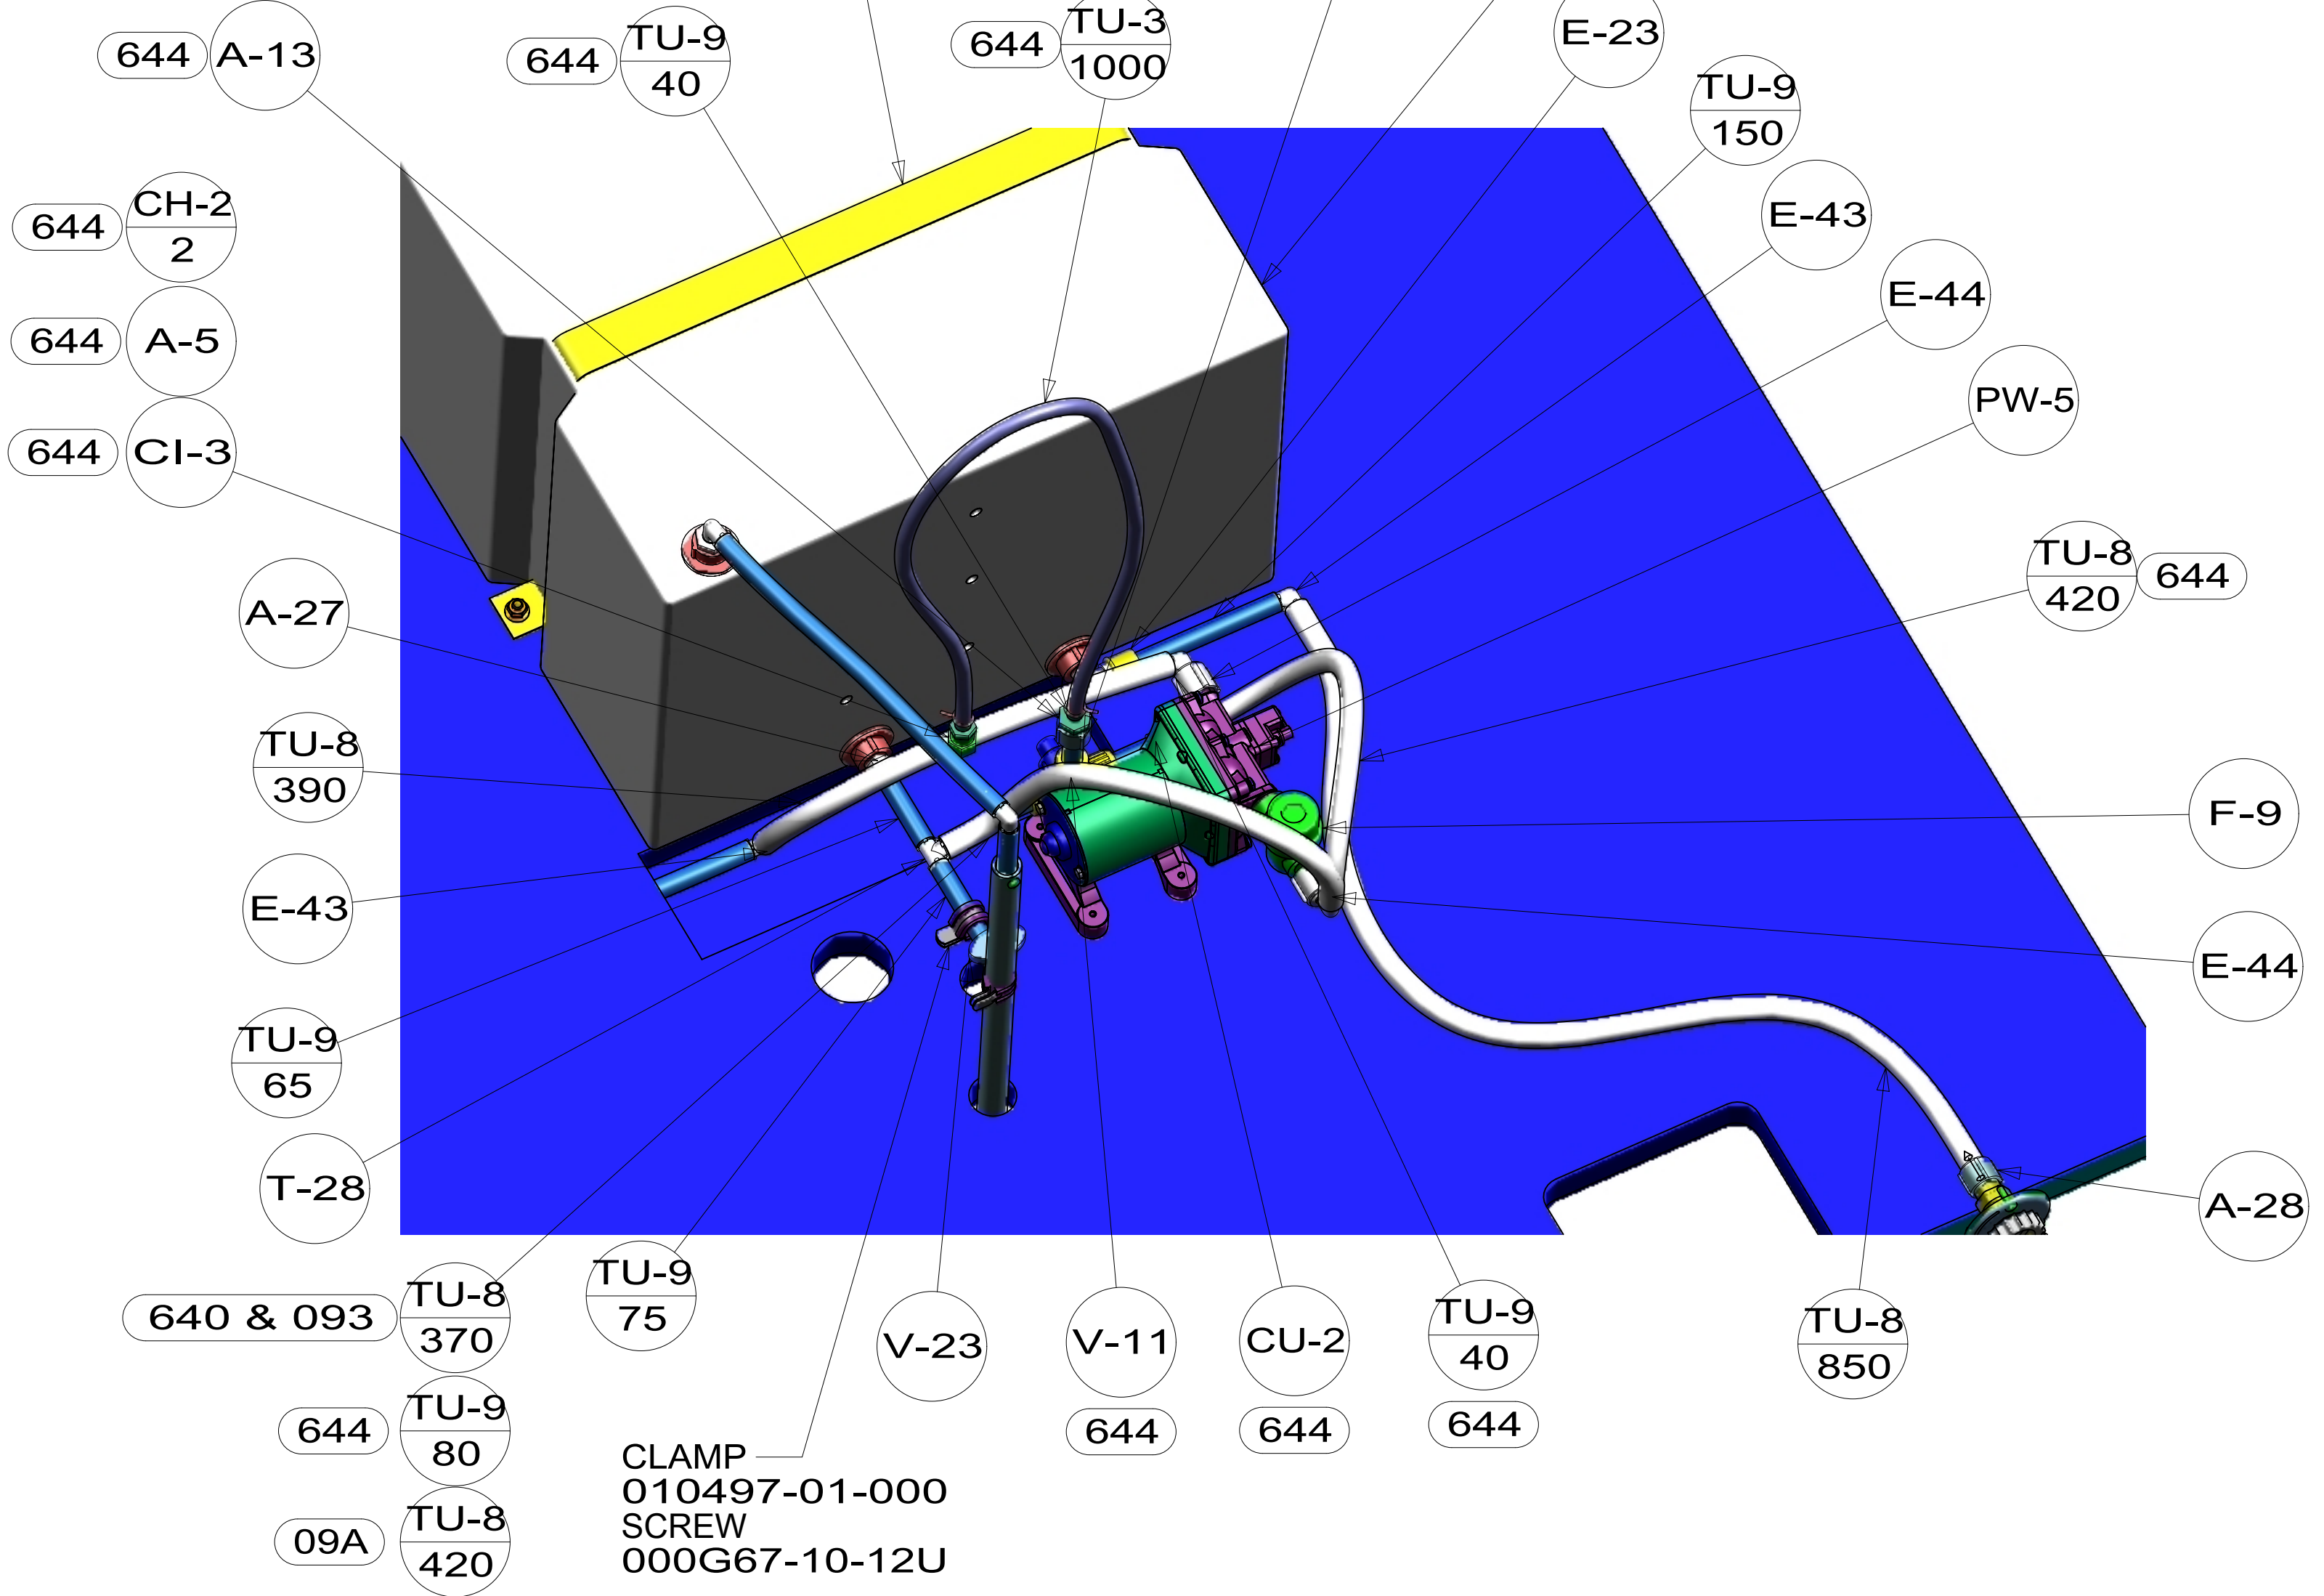 644 A-13
644 TU-9
40
644 TU-3
1000
E-23
TU-9
150
E-43
644 CH-2
2
E-44
644 A-5
PW-5
644 CI-3
TU-8 644
420
A-27
TU-8
390
F-9
E-43
E-44
TU-9
65
T-28
A-28
640 & 093 TU-8
370
TU-9
75
V-23
V-11
644
CU-2
644
TU-9
40
644
TU-8
850
644 TU-9
80
09A TU-8
420
CLAMP
010497-01-000
SCREW
000G67-10-12U